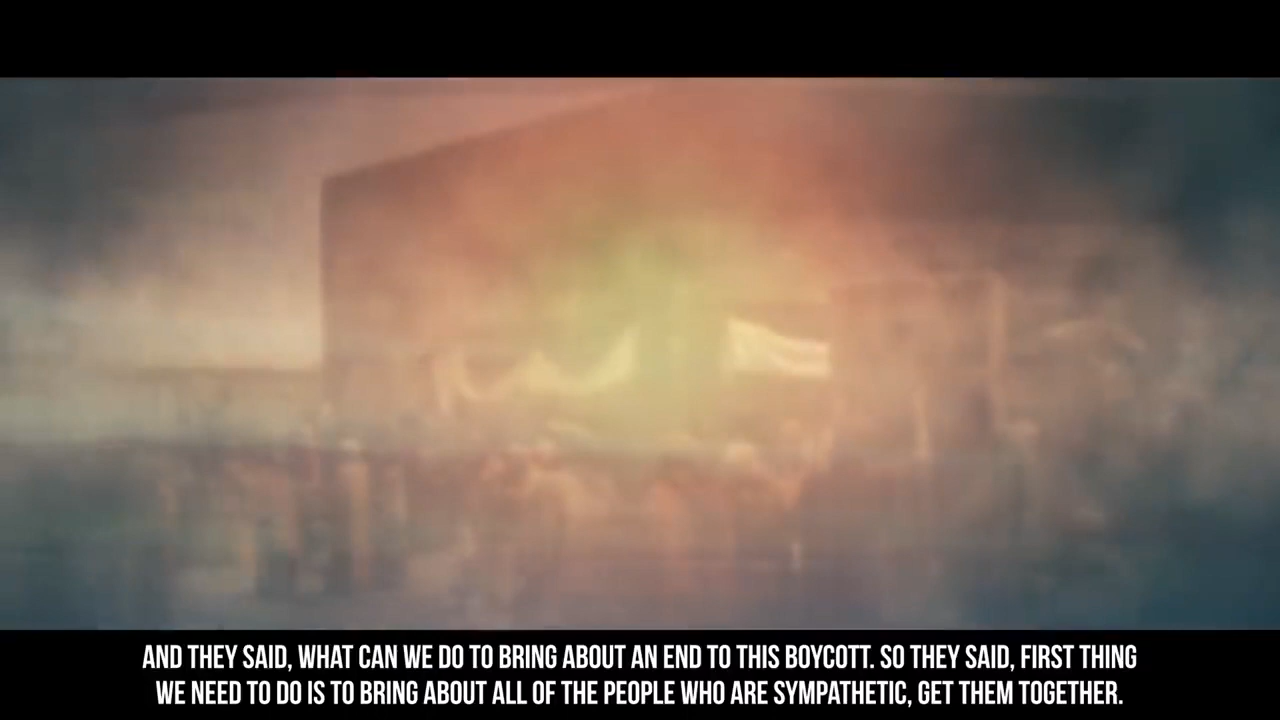 AND THEY SAID, WHAT CAN WE DO TO BRING ABOUT AN END TO THIS BOYCOTT. SO THEY SAID, FIRST THING
WE NEED TO DO IS TO BRING ABOUT ALL OF THE PEOPLE WHO ARE SYMPATHETIC, GET THEM TOGETHER.